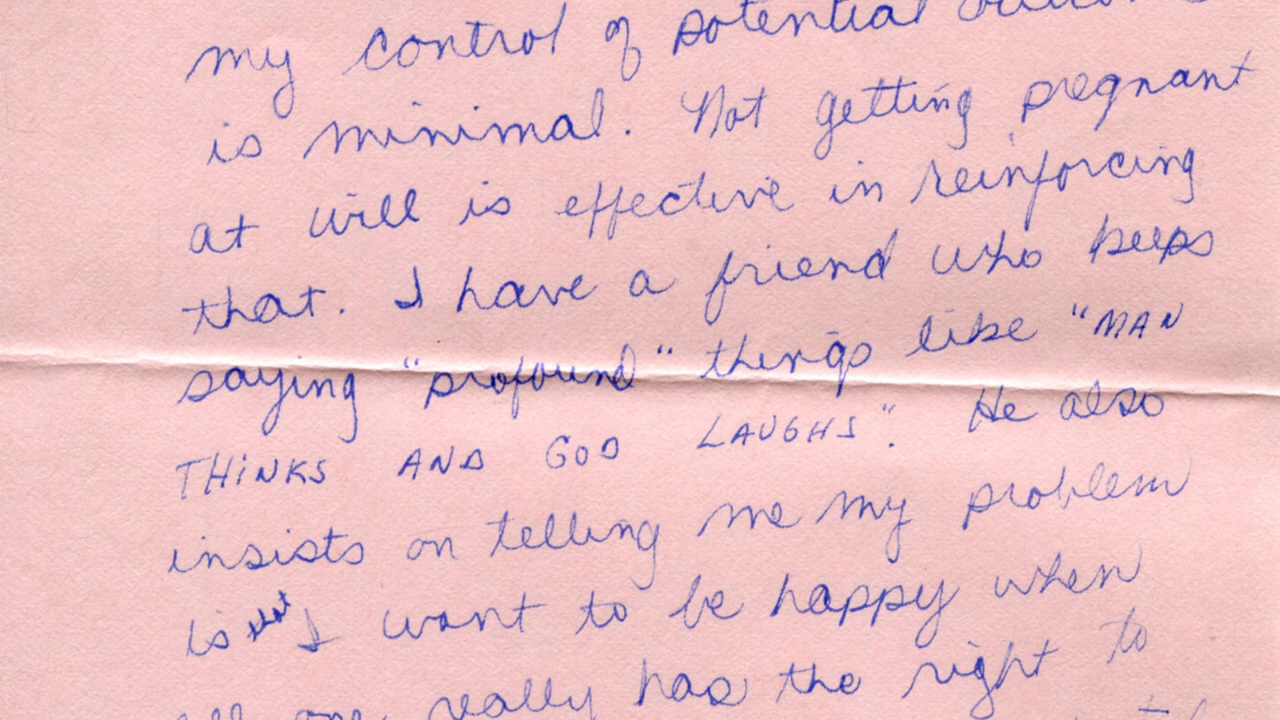 my control of potential
is minimal. Not getting pregnant
at will is effective in reinforcing
that. I have a friend who keeps
saying "profound" things like "MAN
THINKS AND GOD LAUGHS". He also
insists on telling me my problem
is that I want to be happy when
all one really has the right to